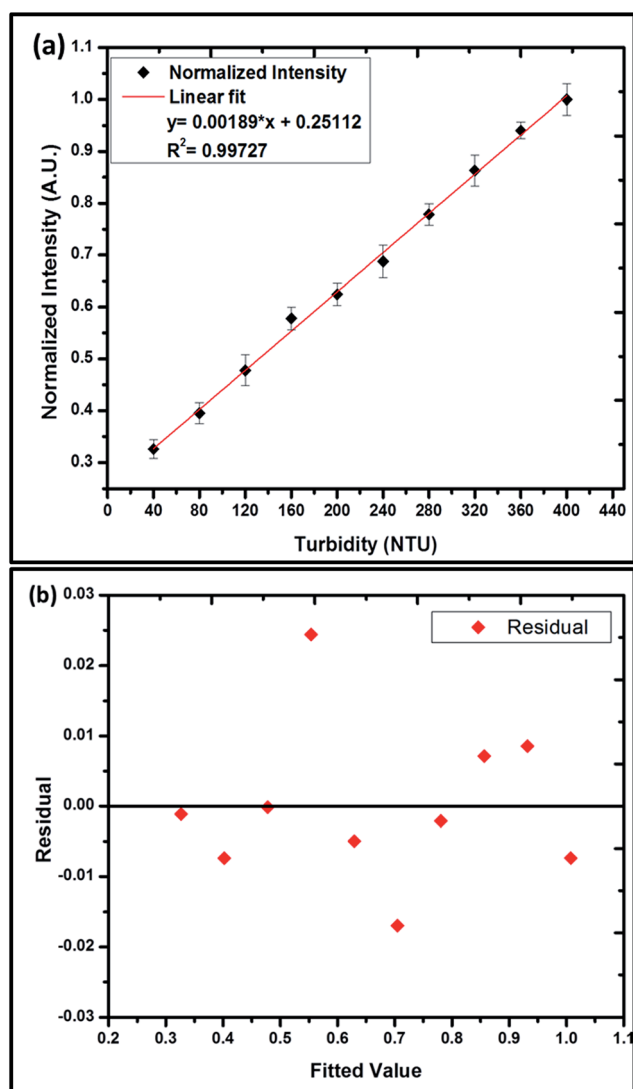 (a)
Normalized Intensity
Linear fit
y= 0.00189*x + 0.25112
R²= 0.99727
1.1
1.0
0.9
0.8
0.7
0.6
0.5
0.4
0.3
Normalized Intensity (A.U.)
0 40 80 120 160 200 240 280 320 360 400 440
Turbidity (NTU)
(b)
Residual
0.03
0.02
0.01
0.00
-0.01
-0.02
-0.03
Residual
0.2 0.3 0.4 0.5 0.6 0.7 0.8 0.9 1.0 1.1
Fitted Value